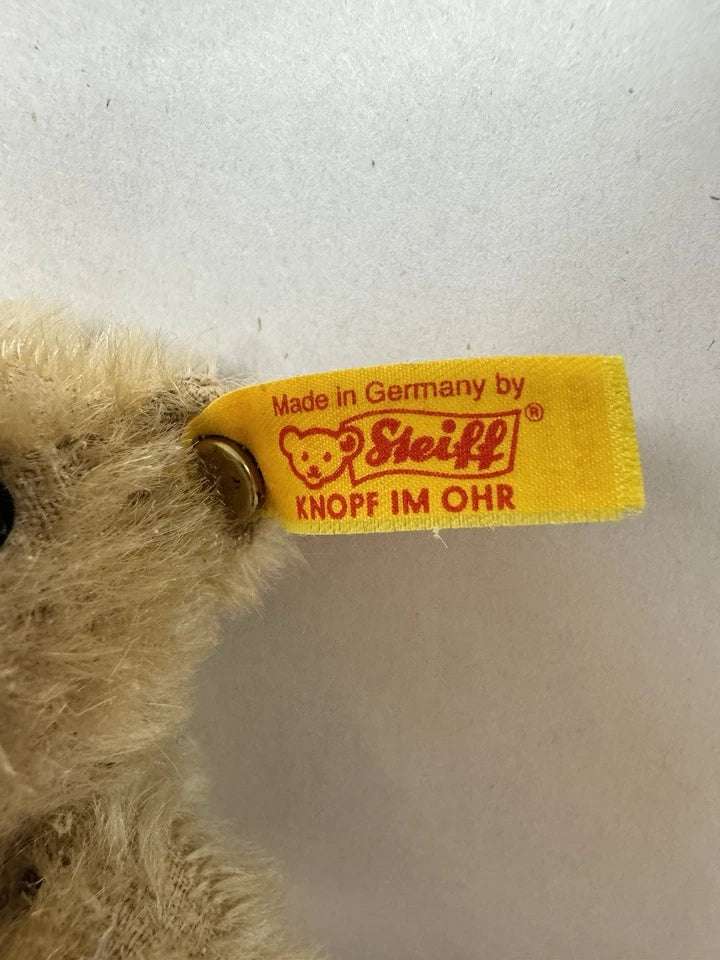 Made in Germany by
Steiff®
KNOPF IM OHR